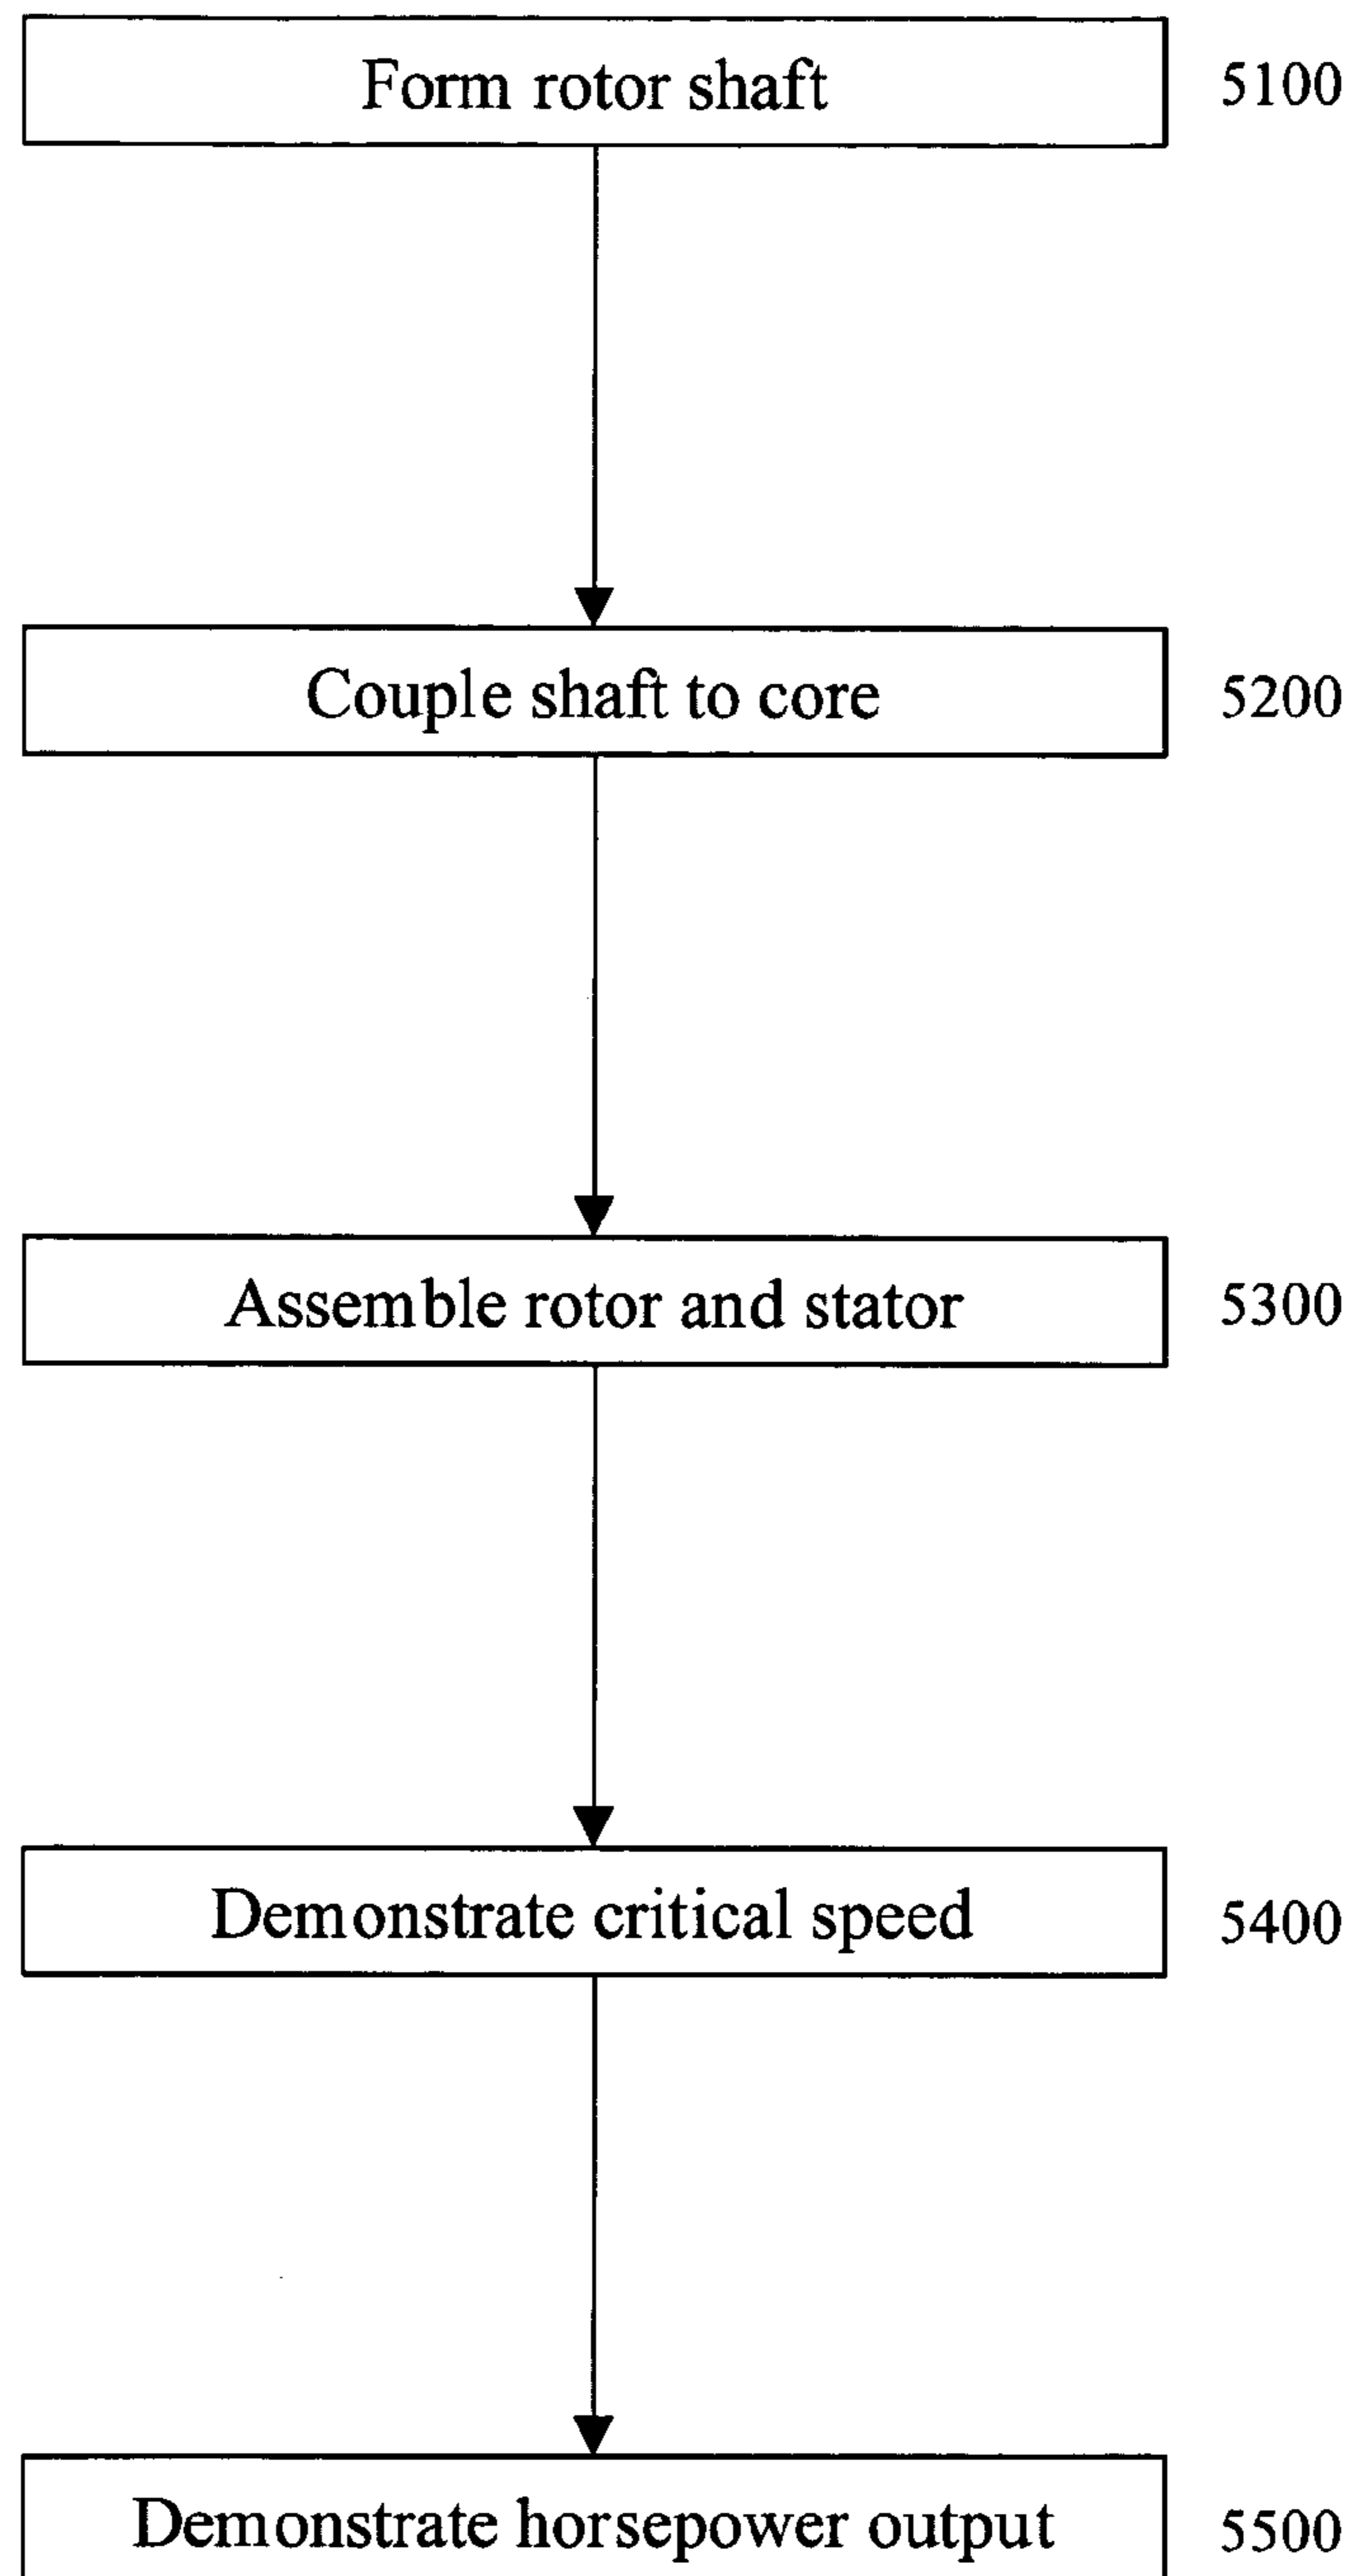 Form rotor shaft 5100
Couple shaft to core 5200
Assemble rotor and stator 5300
Demonstrate critical speed 5400
Demonstrate horsepower output 5500